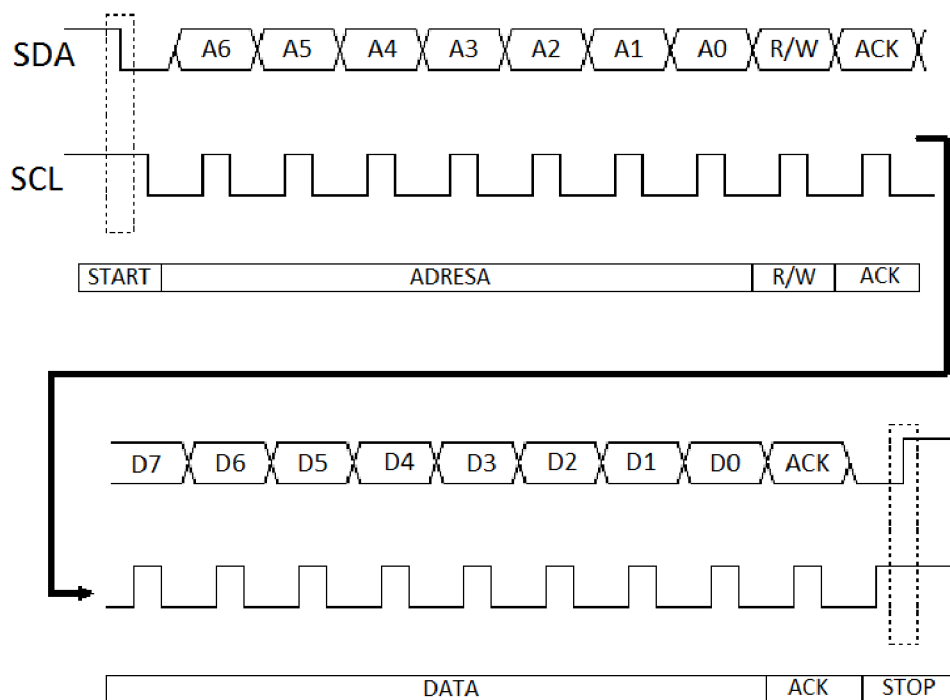 SDA A6 A5 A4 A3 A2 A1 A0 R/W ACK
SCL
START ADRESA R/W ACK
D7 D6 D5 D4 D3 D2 D1 D0 ACK
DATA ACK STOP